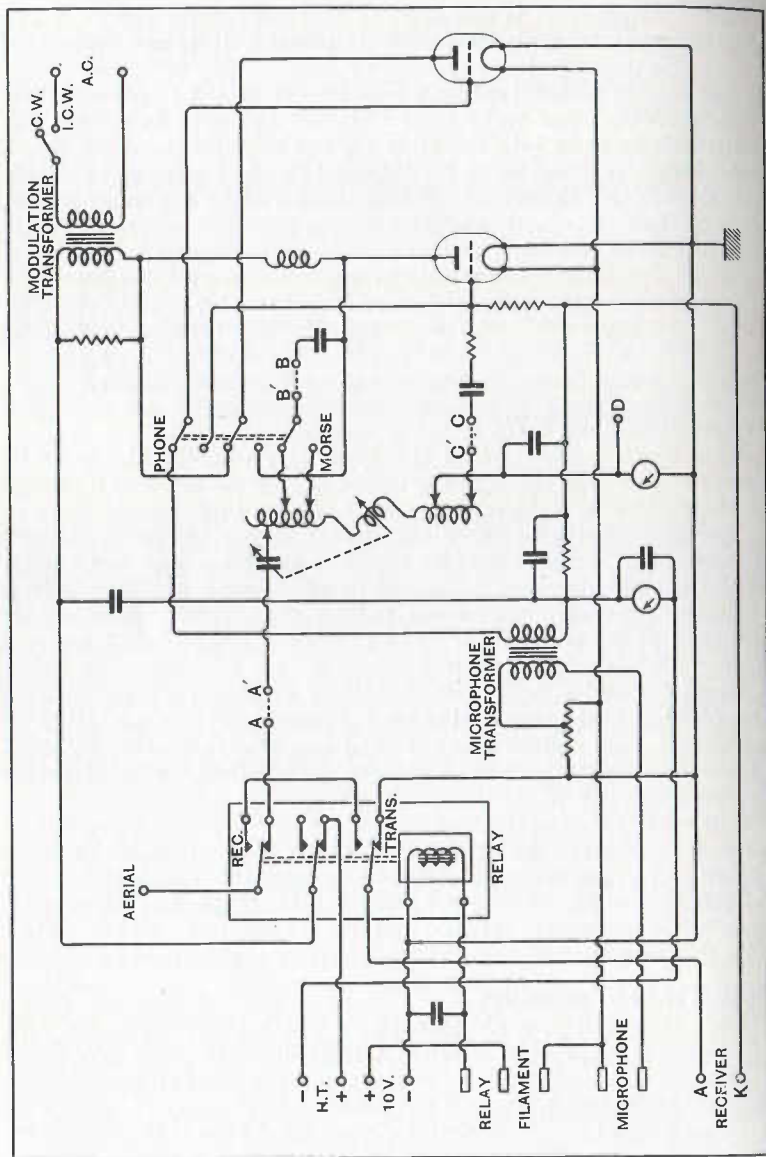 C.W.
I.C.W.
A.C.
MODULATION
TRANSFORMER
PHONE
MORSE
B' B
C' C
D
A A'
MICROPHONE
TRANSFORMER
AERIAL
REC.
TRANS.
RELAY
–
H.T.
+
+
10 V.
–
RELAY
FILAMENT
MICROPHONE
A
RECEIVER
K